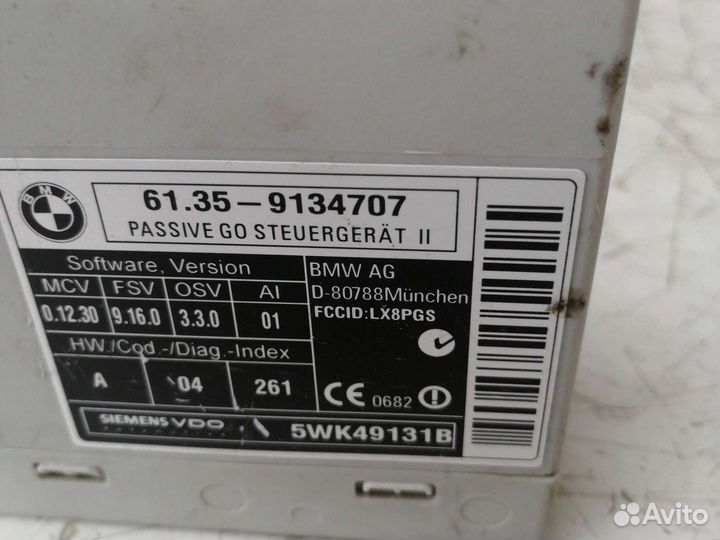 BMW
61.35-9134707
PASSIVE GO STEUERGERÄT II
Software, Version
MCV FSV OSV AI
0.12.30 9.16.0 3.3.0 01
HW./Cod.-/Diag.-Index
A 04 261
BMW AG
D-80788München
FCCID:LX8PGS
CE 0682
SIEMENS VDO 5WK49131B
Avito